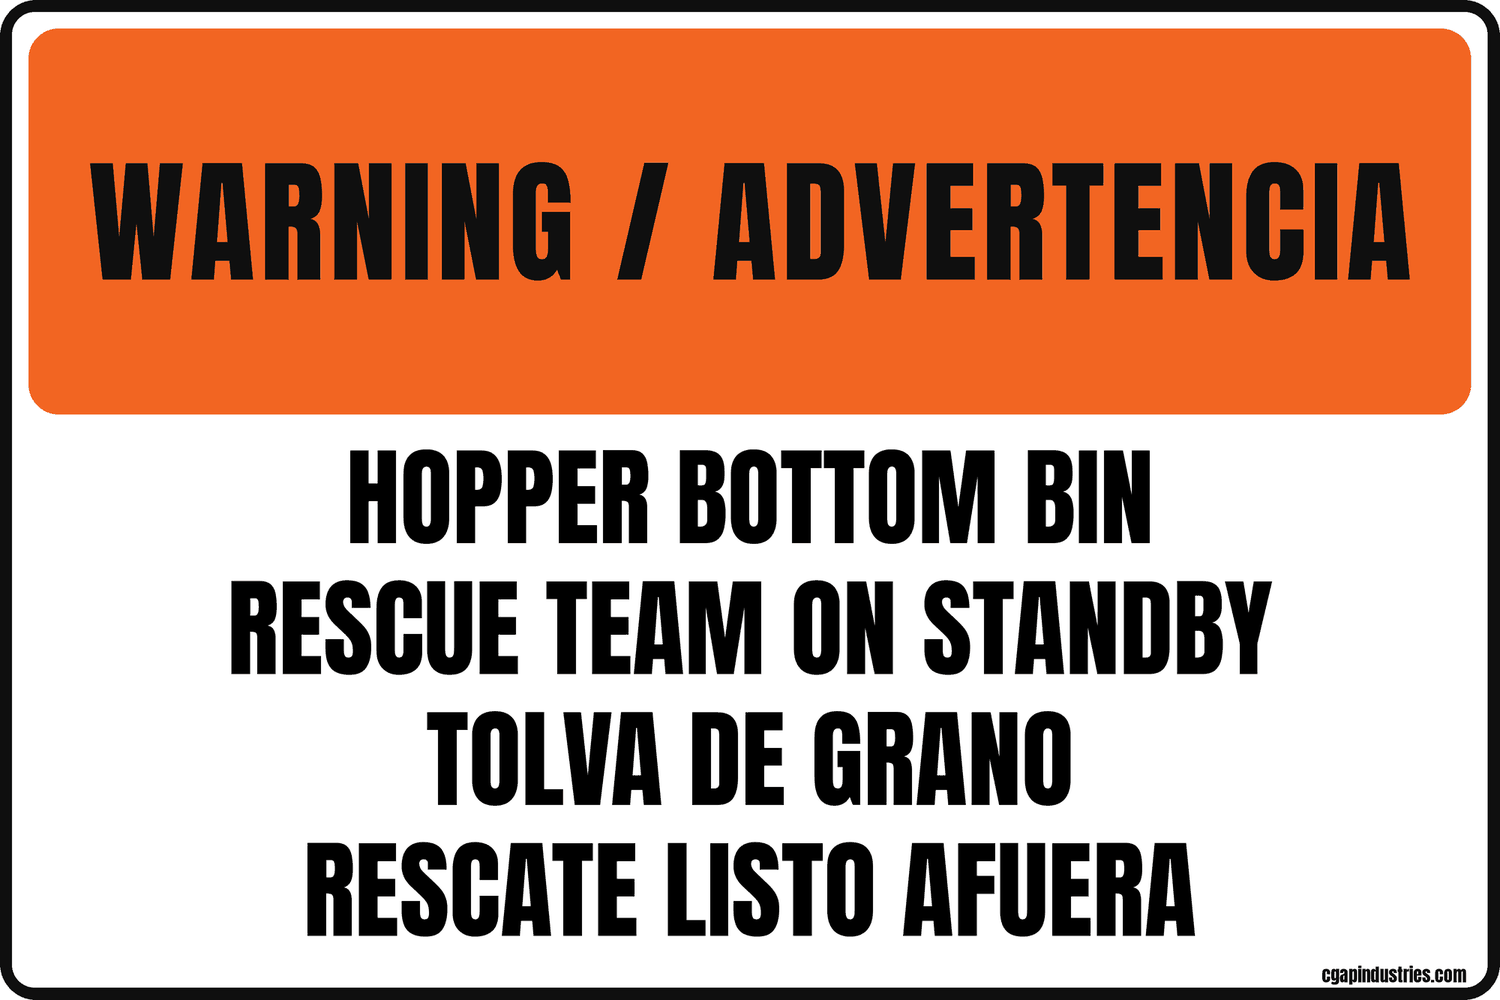 WARNING / ADVERTENCIA
HOPPER BOTTOM BIN
RESCUE TEAM ON STANDBY
TOLVA DE GRANO
RESCATE LISTO AFUERA
cgapindustries.com